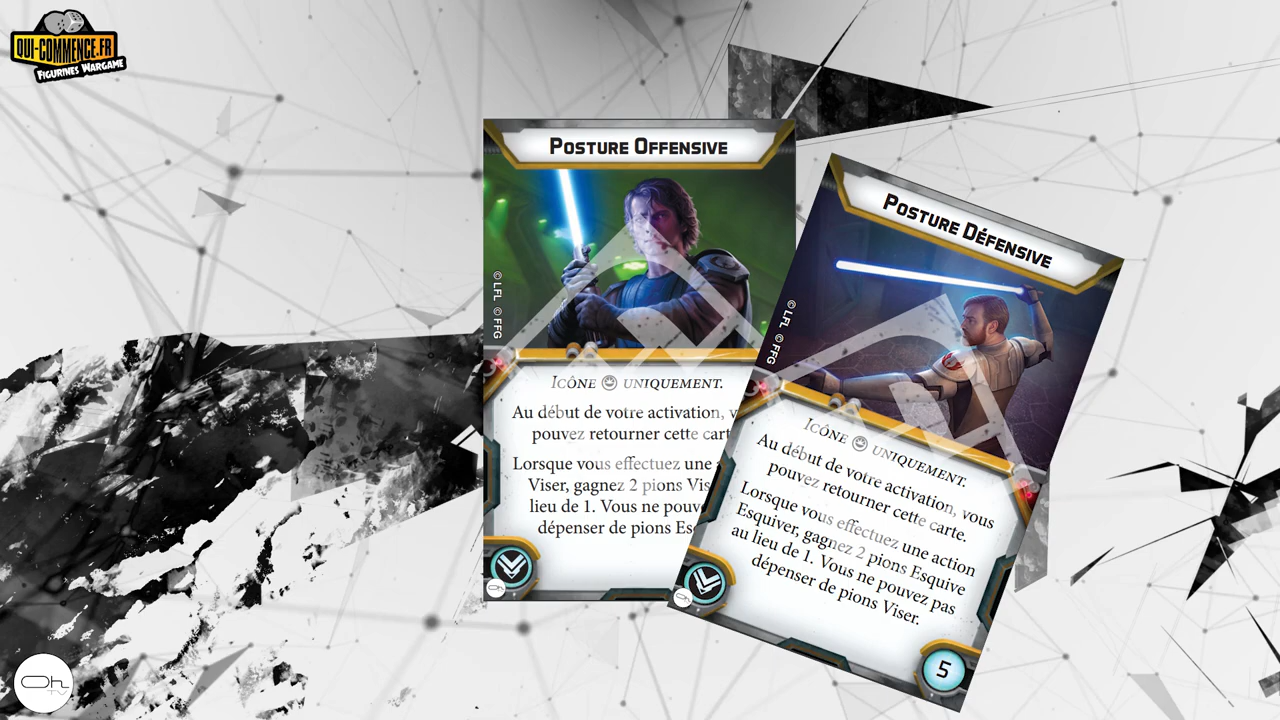 QUI-COMMENCE.FR
FIGURINES WARGAME
POSTURE OFFENSIVE
© LFL © FFG
ICÔNE UNIQUEMENT.
Au début de votre activation, v
pouvez retourner cette cart
Lorsque vous effectuez une
Viser, gagnez 2 pions Vis
lieu de 1. Vous ne pouv
dépenser de pions Es
POSTURE DÉFENSIVE
© LFL © FFG
ICÔNE UNIQUEMENT.
Au début de votre activation, vous
pouvez retourner cette carte.
Lorsque vous effectuez une action
Esquiver, gagnez 2 pions Esquive
au lieu de 1. Vous ne pouvez pas
dépenser de pions Viser.
5
Oh
TV